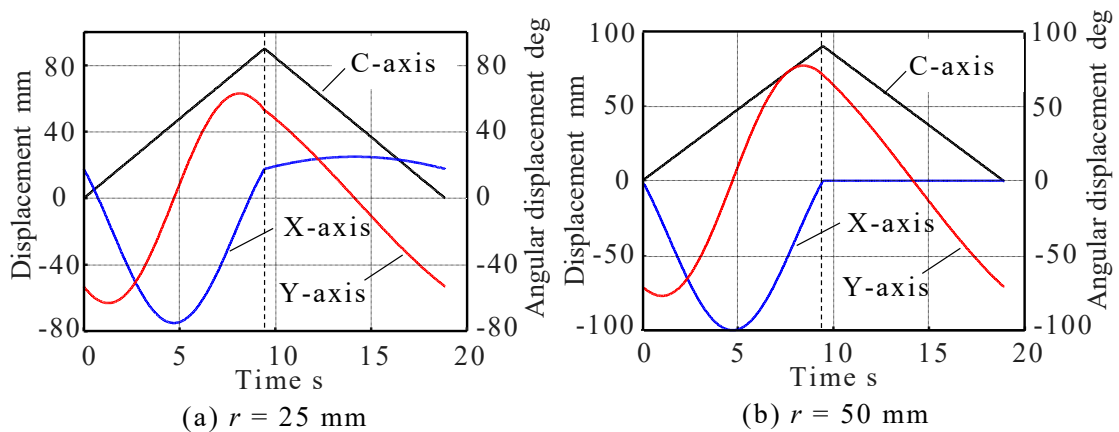 Displacement mm
80
40
0
-40
-80
C-axis
X-axis
Y-axis
80
40
0
-40
-80
Angular displacement deg
0
5
10
15
20
Time s
(a) r = 25 mm
Displacement mm
100
50
0
-50
-100
C-axis
X-axis
Y-axis
100
50
0
-50
-100
Angular displacement deg
0
5
10
15
20
Time s
(b) r = 50 mm